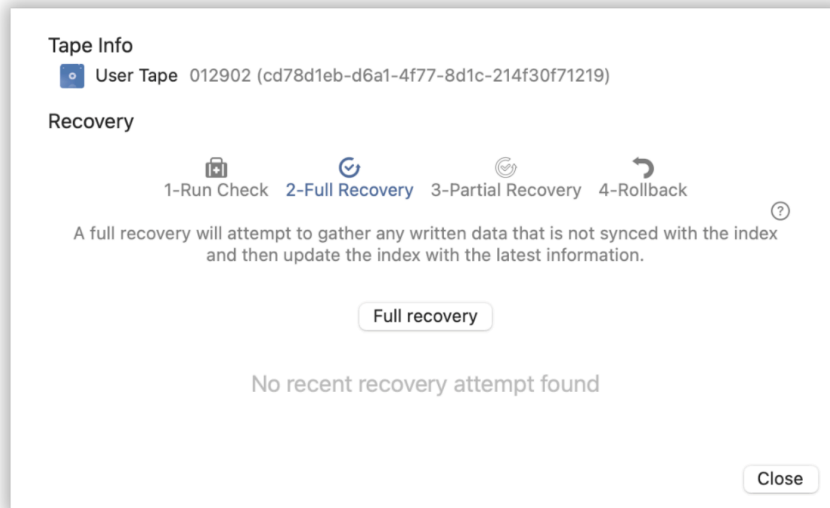 Tape Info
User Tape 012902 (cd78d1eb-d6a1-4f77-8d1c-214f30f71219)
Recovery
1-Run Check 2-Full Recovery 3-Partial Recovery 4-Rollback
?
A full recovery will attempt to gather any written data that is not synced with the index
and then update the index with the latest information.
Full recovery
No recent recovery attempt found
Close